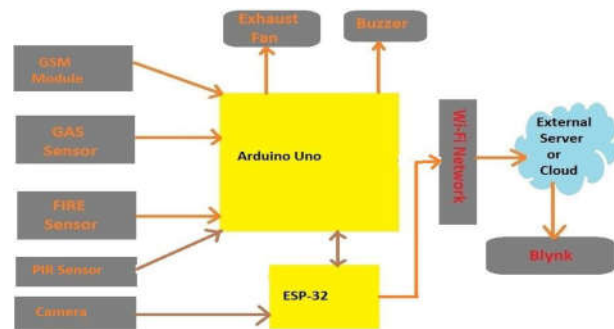 Exhaust
Fan
Buzzer
GSM
Module
GAS
Sensor
Arduino Uno
Wi-Fi Network
External
Server
or
Cloud
FIRE
Sensor
PIR Sensor
Blynk
ESP-32
Camera